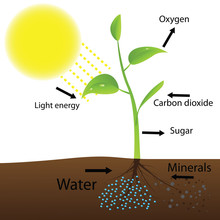 Oxygen
Light energy
Carbon dioxide
Sugar
Minerals
Water